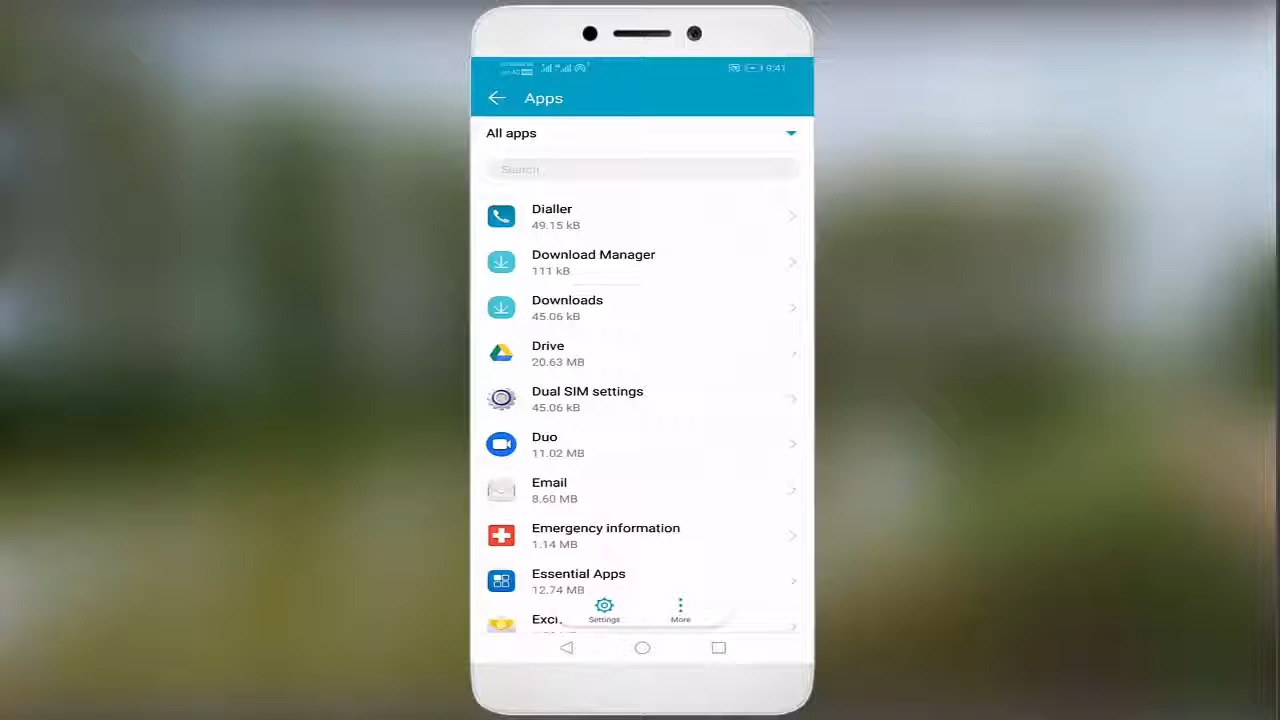 9:41
Apps
All apps
Search
Dialler
49.15 kB
Download Manager
111 kB
Downloads
45.06 kB
Drive
20.63 MB
Dual SIM settings
45.06 kB
Duo
11.02 MB
Email
8.60 MB
Emergency information
1.14 MB
Essential Apps
12.74 MB
Settings
More